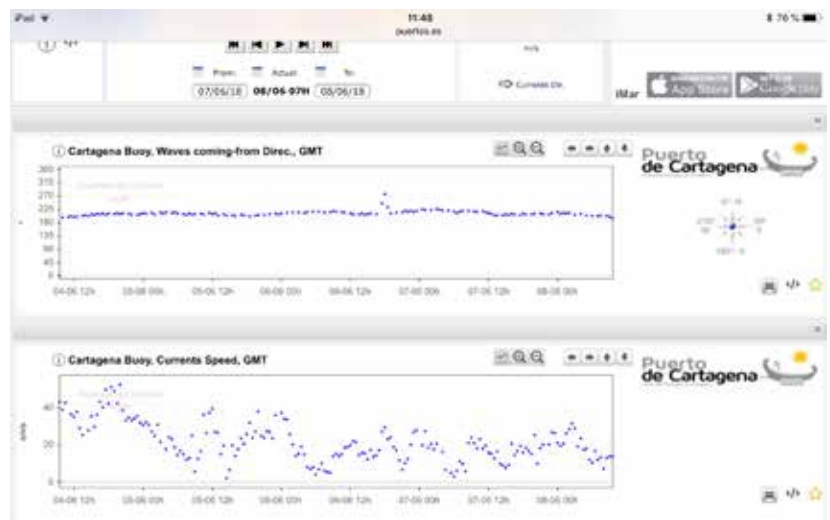 iPad
11:48
76 %
puertos.es
From:
Actual
To:
07/06/18
08/06 07H
08/06/18
Currents Dir.
iMar
App Store
Cartagena Buoy, Waves coming-from Direc., GMT
Puerto
de Cartagena
360
315
270
225
180
135
90
45
0
04-06 12h 05-06 00h 05-06 12h 06-06 00h 06-06 12h 07-06 00h 07-06 12h 08-06 00h
Cartagena Buoy, Currents Speed, GMT
Puerto
de Cartagena
40
20
0
04-06 12h 05-06 00h 05-06 12h 06-06 00h 06-06 12h 07-06 00h 07-06 12h 08-06 00h